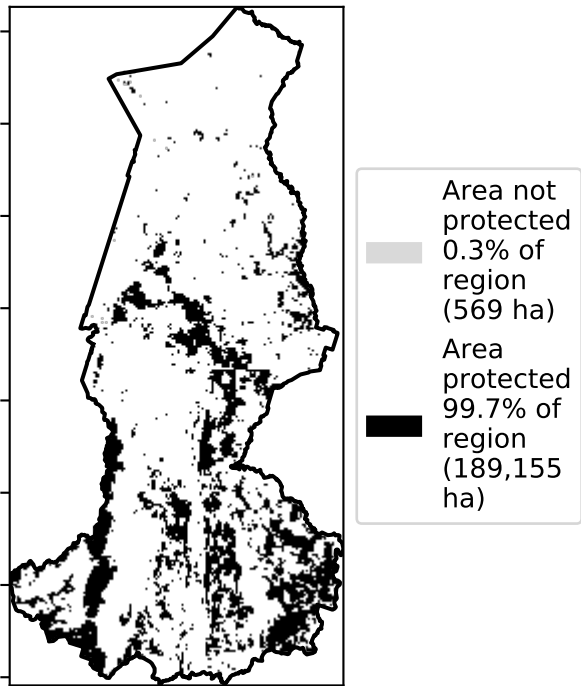 Area not
protected
0.3% of
region
(569 ha)
Area
protected
99.7% of
region
(189,155
ha)